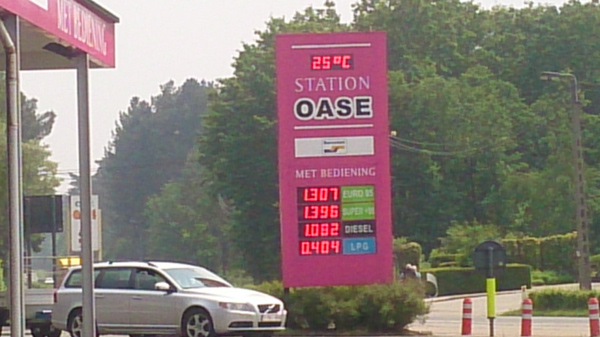 MET BEDIENING
25°C
STATION
OASE
MET BEDIENING
1.307 EURO 95
1.396 SUPER +98
1.082 DIESEL
0.404 LPG